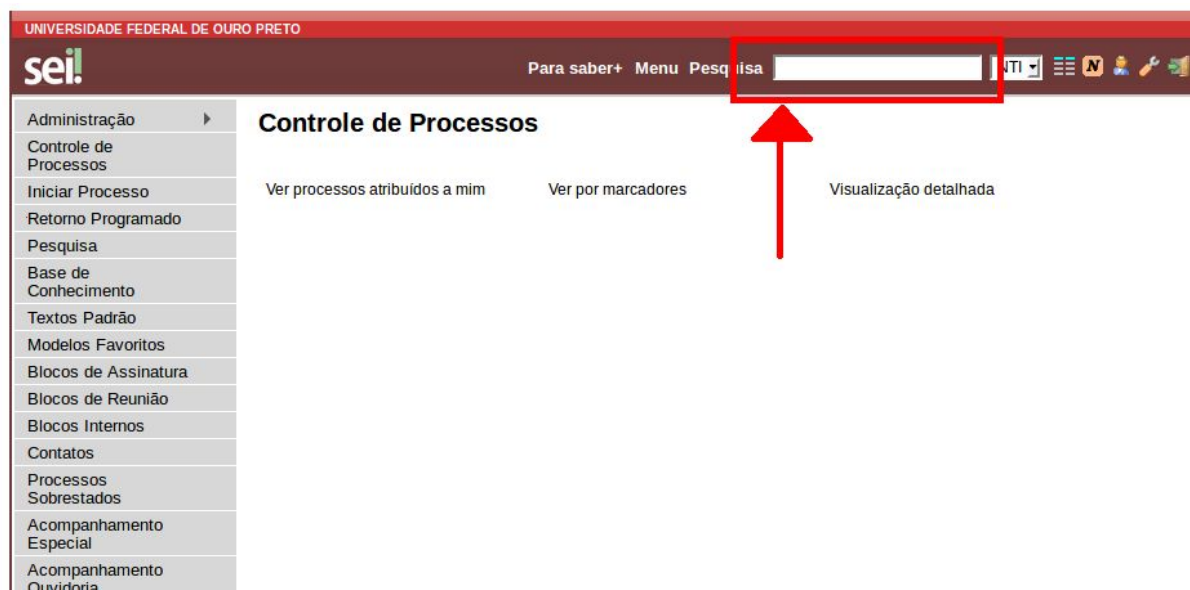 UNIVERSIDADE FEDERAL DE OURO PRETO
sei!
Para saber+ Menu Pesquisa NTI N
Administração
Controle de
Processos
Iniciar Processo
Retorno Programado
Pesquisa
Base de
Conhecimento
Textos Padrão
Modelos Favoritos
Blocos de Assinatura
Blocos de Reunião
Blocos Internos
Contatos
Processos
Sobrestados
Acompanhamento
Especial
Acompanhamento
Ouvidoria
Controle de Processos
Ver processos atribuídos a mim Ver por marcadores Visualização detalhada